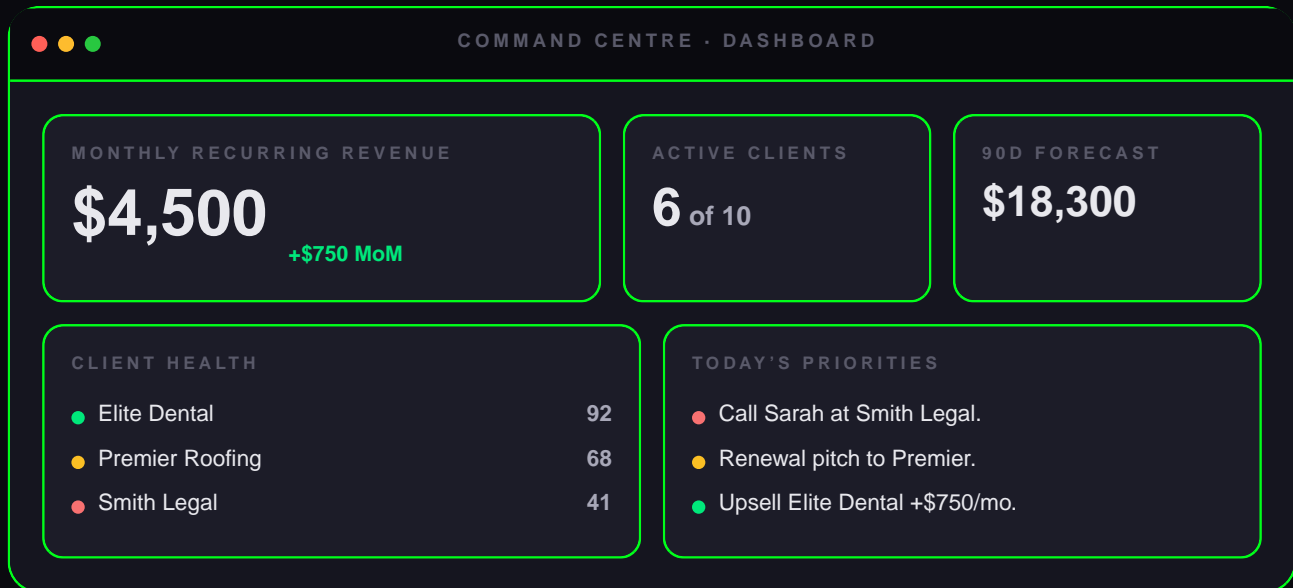 COMMAND CENTRE · DASHBOARD
MONTHLY RECURRING REVENUE
$4,500
+$750 MoM
ACTIVE CLIENTS
6 of 10
90D FORECAST
$18,300
CLIENT HEALTH
Elite Dental 92
Premier Roofing 68
Smith Legal 41
TODAY’S PRIORITIES
Call Sarah at Smith Legal.
Renewal pitch to Premier.
Upsell Elite Dental +$750/mo.